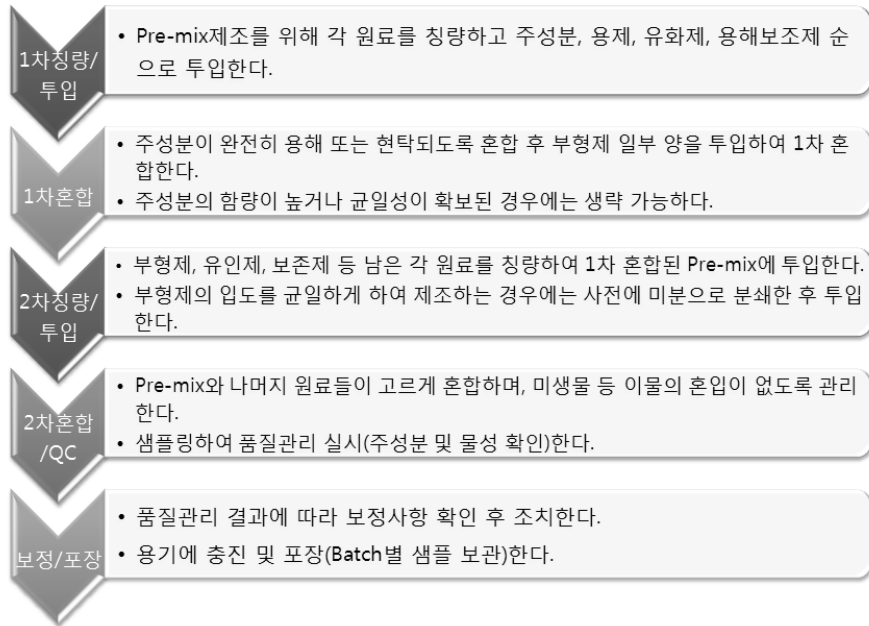 1차칭량/
투입
• Pre-mix제조를 위해 각 원료를 칭량하고 주성분, 용제, 유화제, 용해보조제 순
으로 투입한다.
1차혼합
• 주성분이 완전히 용해 또는 현탁되도록 혼합 후 부형제 일부 양을 투입하여 1차 혼
합한다.
• 주성분의 함량이 높거나 균일성이 확보된 경우에는 생략 가능하다.
2차칭량/
투입
• 부형제, 유인제, 보존제 등 남은 각 원료를 칭량하여 1차 혼합된 Pre-mix에 투입한다.
• 부형제의 입도를 균일하게 하여 제조하는 경우에는 사전에 미분으로 분쇄한 후 투입
한다.
2차혼합
/QC
• Pre-mix와 나머지 원료들이 고르게 혼합하며, 미생물 등 이물의 혼입이 없도록 관리
한다.
• 샘플링하여 품질관리 실시(주성분 및 물성 확인)한다.
보정/포장
• 품질관리 결과에 따라 보정사항 확인 후 조치한다.
• 용기에 충진 및 포장(Batch별 샘플 보관)한다.